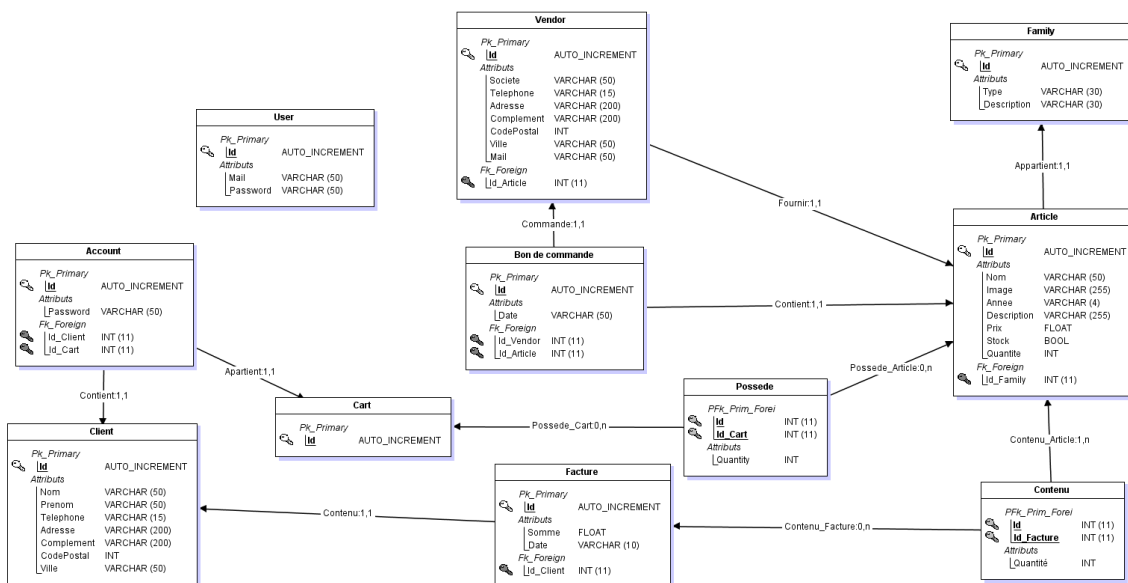 Vendor
Pk_Primary
Id AUTO_INCREMENT
Attributs
Societe VARCHAR (50)
Telephone VARCHAR (15)
Adresse VARCHAR (200)
Complement VARCHAR (200)
CodePostal INT
Ville VARCHAR (50)
Mail VARCHAR (50)
Fk_Foreign
Id_Article INT (11)
Family
Pk_Primary
Id AUTO_INCREMENT
Attributs
Type VARCHAR (30)
Description VARCHAR (30)
User
Pk_Primary
Id AUTO_INCREMENT
Attributs
Mail VARCHAR (50)
Password VARCHAR (50)
Appartient:1,1
Fournir:1,1
Commande:1,1
Article
Pk_Primary
Id AUTO_INCREMENT
Attributs
Nom VARCHAR (50)
Image VARCHAR (255)
Annee VARCHAR (4)
Description VARCHAR (255)
Prix FLOAT
Stock BOOL
Quantite INT
Fk_Foreign
Id_Family INT (11)
Account
Pk_Primary
Id AUTO_INCREMENT
Attributs
Password VARCHAR (50)
Fk_Foreign
Id_Client INT (11)
Id_Cart INT (11)
Bon de commande
Pk_Primary
Id AUTO_INCREMENT
Attributs
Date VARCHAR (50)
Fk_Foreign
Id_Vendor INT (11)
Id_Article INT (11)
Contient:1,1
Possede_Article:0,n
Apartient:1,1
Contient:1,1
Possede
PFk_Prim_Forei
Id INT (11)
Id_Cart INT (11)
Attributs
Quantity INT
Cart
Pk_Primary
Id AUTO_INCREMENT
Possede_Cart:0,n
Contenu_Article:1,n
Client
Pk_Primary
Id AUTO_INCREMENT
Attributs
Nom VARCHAR (50)
Prenom VARCHAR (50)
Telephone VARCHAR (15)
Adresse VARCHAR (200)
Complement VARCHAR (200)
CodePostal INT
Ville VARCHAR (50)
Contenu:1,1
Facture
Pk_Primary
Id AUTO_INCREMENT
Attributs
Somme FLOAT
Date VARCHAR (10)
Fk_Foreign
Id_Client INT (11)
Contenu_Facture:0,n
Contenu
PFk_Prim_Forei
Id INT (11)
Id_Facture INT (11)
Attributs
Quantité INT